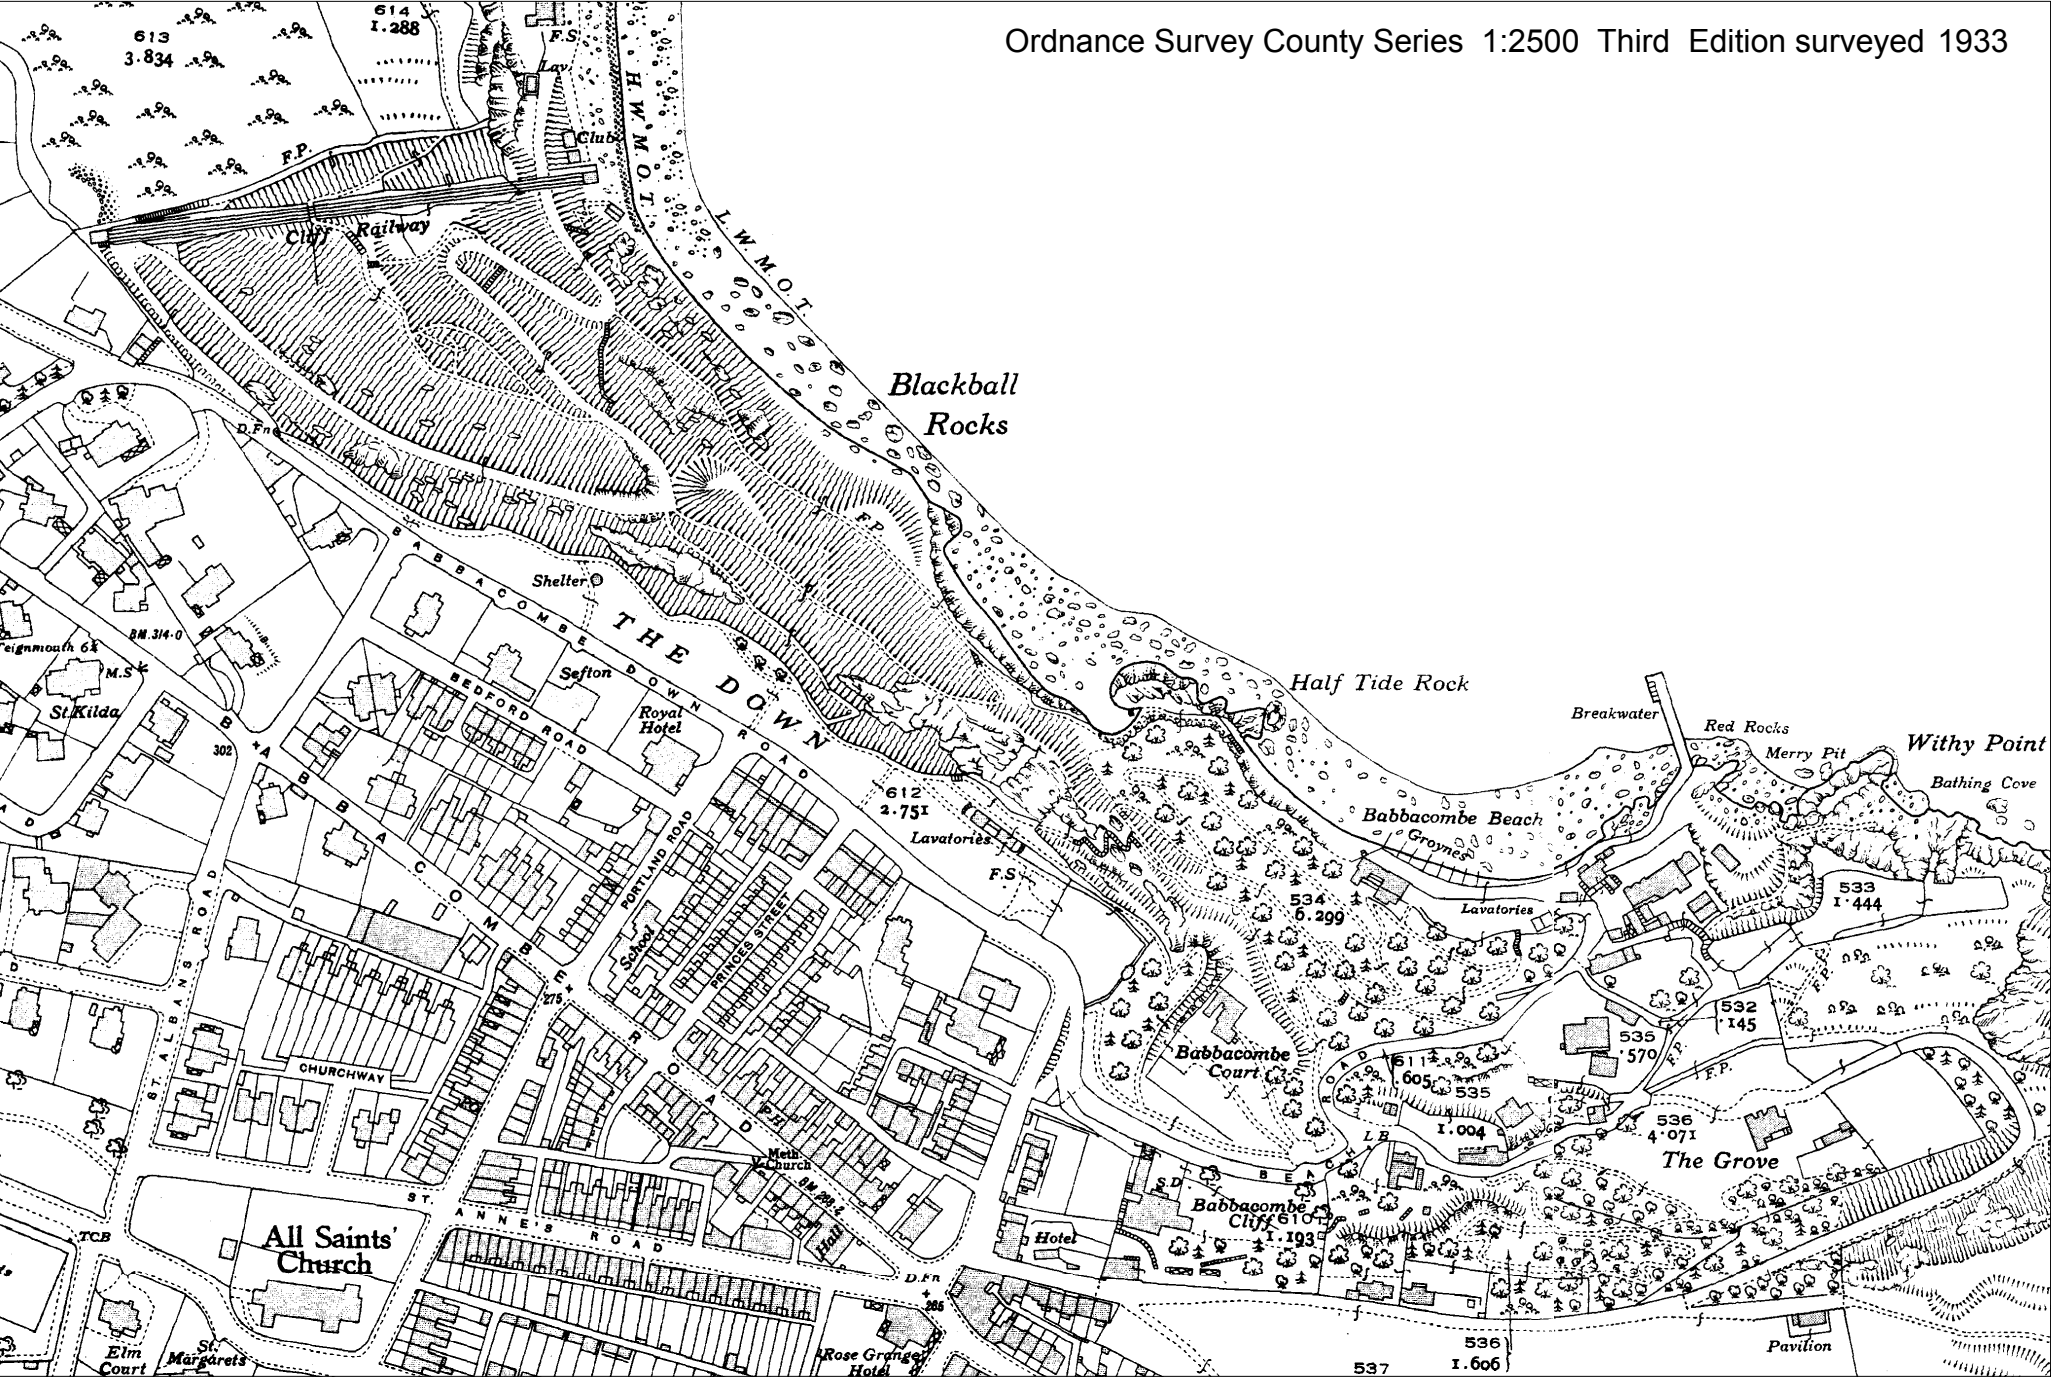 Ordnance Survey County Series 1:2500 Third Edition surveyed 1933
613
3.834
614
1.288
F.S
Lav.
Club
H.W.M.O.T.
L.W.M.O.T.
F.P.
Cliff Railway
Blackball
Rocks
D.Fn
F.P
BABBACOMBE DOWN ROAD
Shelter
THE DOWN
B.M.314.0
M.S
St.Kilda
Sefton
BEDFORD ROAD
Royal
Hotel
302
BABBACOMBE ROAD
Half Tide Rock
Breakwater
Red Rocks
Merry Pit
Withy Point
Bathing Cove
612
2.751
Lavatories
F.S
Babbacombe Beach
Groynes
PORTLAND ROAD
PRINCES STREET
School
534
6.299
Lavatories
533
1.444
F.P.
ST. ALBANS ROAD
275
532
.145
535
.570
F.P.
F.P.
Babbacombe
Court
611
.605
535
1.004
CHURCHWAY
BEACH ROAD
L.B
536
4.071
The Grove
P.H
Meth.
Church
S.D
Babbacombe
Cliff
610
1.193
ST. ANNE'S ROAD
Hall
Hotel
TCB
All Saints'
Church
D.Fn
265
Elm
Court
St.
Margarets
Rose Grange
Hotel
536
1.606
537
Pavilion